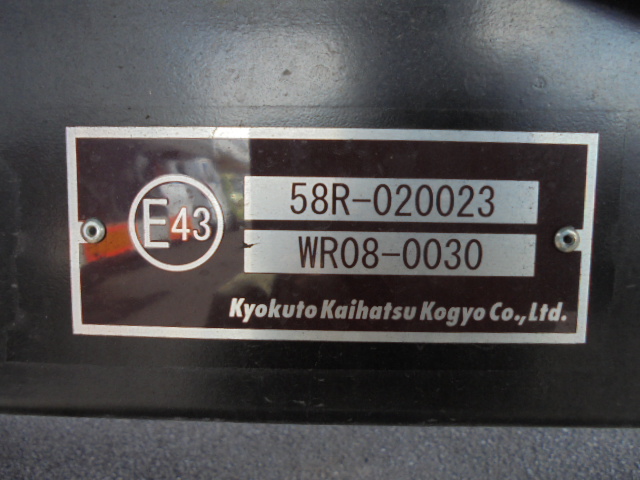 E43
58R-020023
WR08-0030
Kyokuto Kaihatsu Kogyo Co., Ltd.